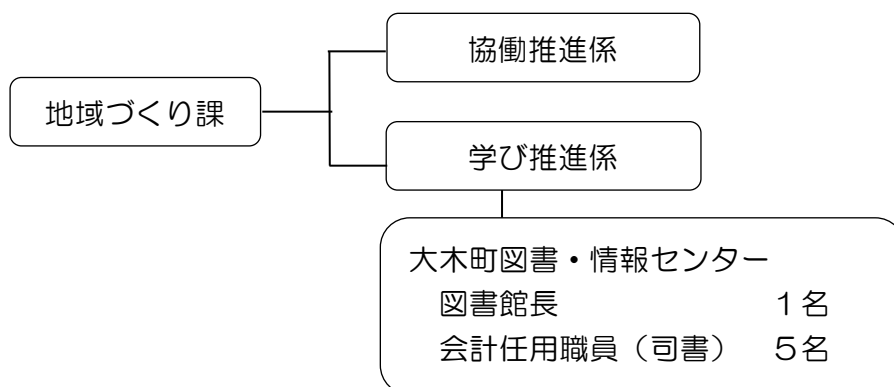 協働推進係
地域づくり課
学び推進係
大木町図書・情報センター
図書館長 １名
会計任用職員（司書） ５名